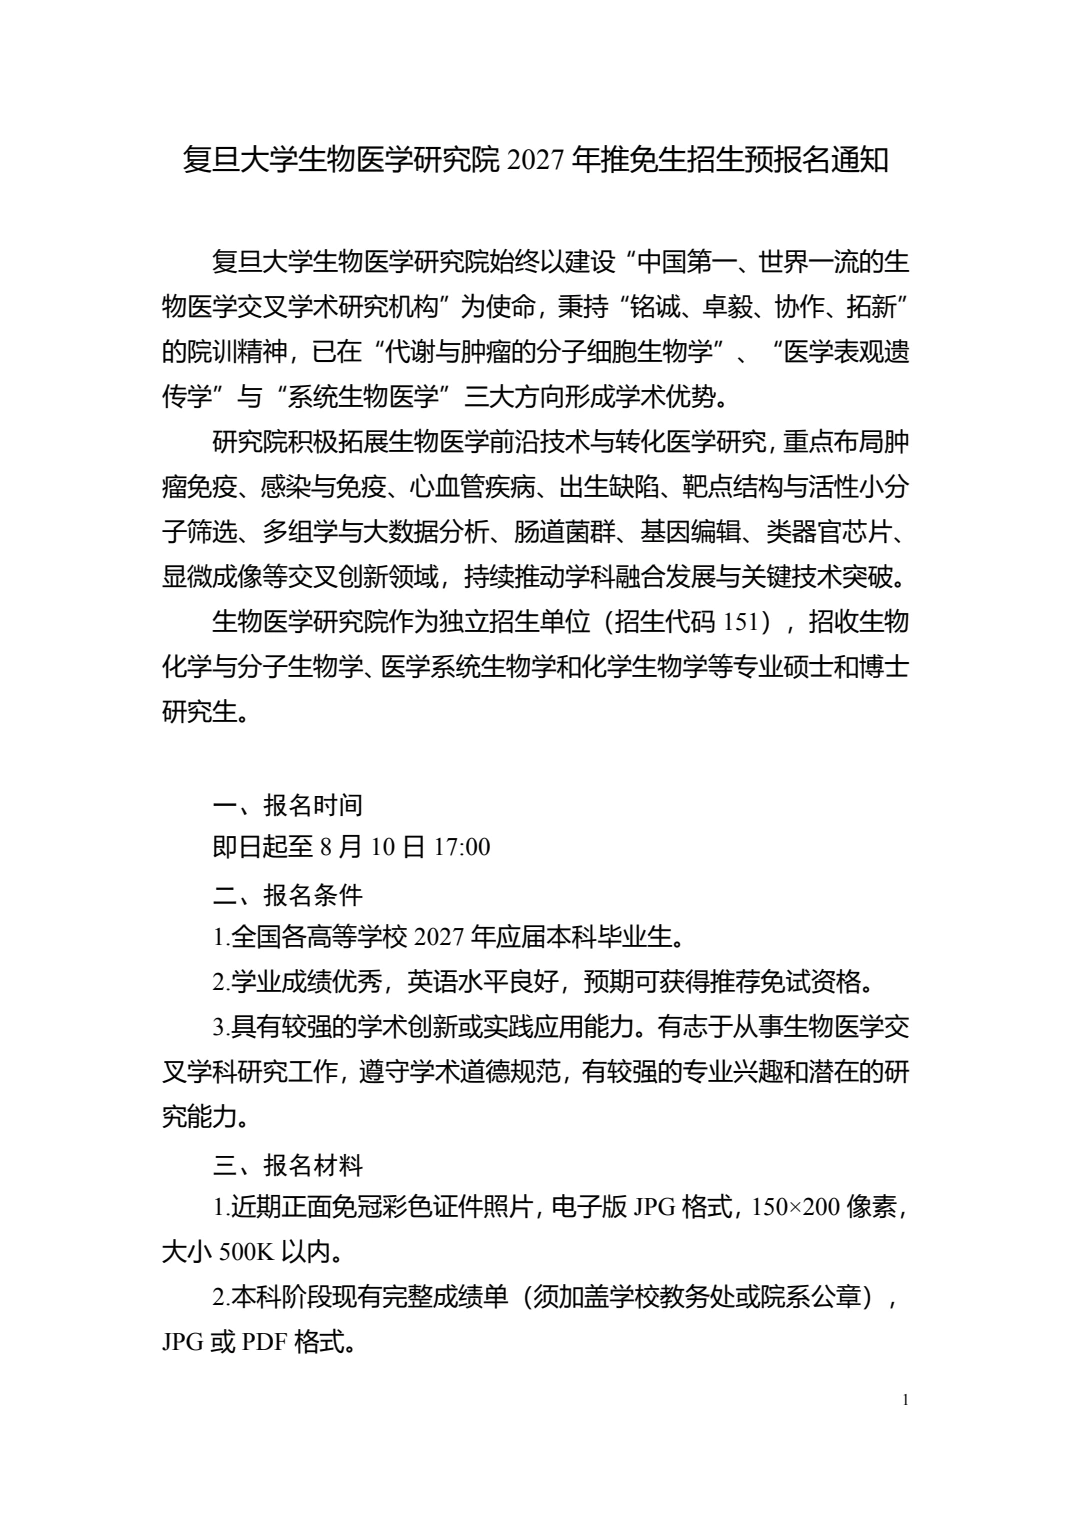 复旦大学生物医学研究院 2027 年推免生招生预报名通知
复旦大学生物医学研究院始终以建设“中国第一、世界一流的生
物医学交叉学术研究机构”为使命，秉持“铭诚、卓毅、协作、拓新”
的院训精神，已在“代谢与肿瘤的分子细胞生物学”、“医学表观遗
传学”与“系统生物医学”三大方向形成学术优势。
研究院积极拓展生物医学前沿技术与转化医学研究，重点布局肿
瘤免疫、感染与免疫、心血管疾病、出生缺陷、靶点结构与活性小分
子筛选、多组学与大数据分析、肠道菌群、基因编辑、类器官芯片、
显微成像等交叉创新领域，持续推动学科融合发展与关键技术突破。
生物医学研究院作为独立招生单位（招生代码 151），招收生物
化学与分子生物学、医学系统生物学和化学生物学等专业硕士和博士
研究生。
一、报名时间
即日起至 8 月 10 日 17:00
二、报名条件
1.全国各高等学校 2027 年应届本科毕业生。
2.学业成绩优秀，英语水平良好，预期可获得推荐免试资格。
3.具有较强的学术创新或实践应用能力。有志于从事生物医学交
叉学科研究工作，遵守学术道德规范，有较强的专业兴趣和潜在的研
究能力。
三、报名材料
1.近期正面免冠彩色证件照片，电子版 JPG 格式，150×200 像素，
大小 500K 以内。
2.本科阶段现有完整成绩单（须加盖学校教务处或院系公章），
JPG 或 PDF 格式。
1